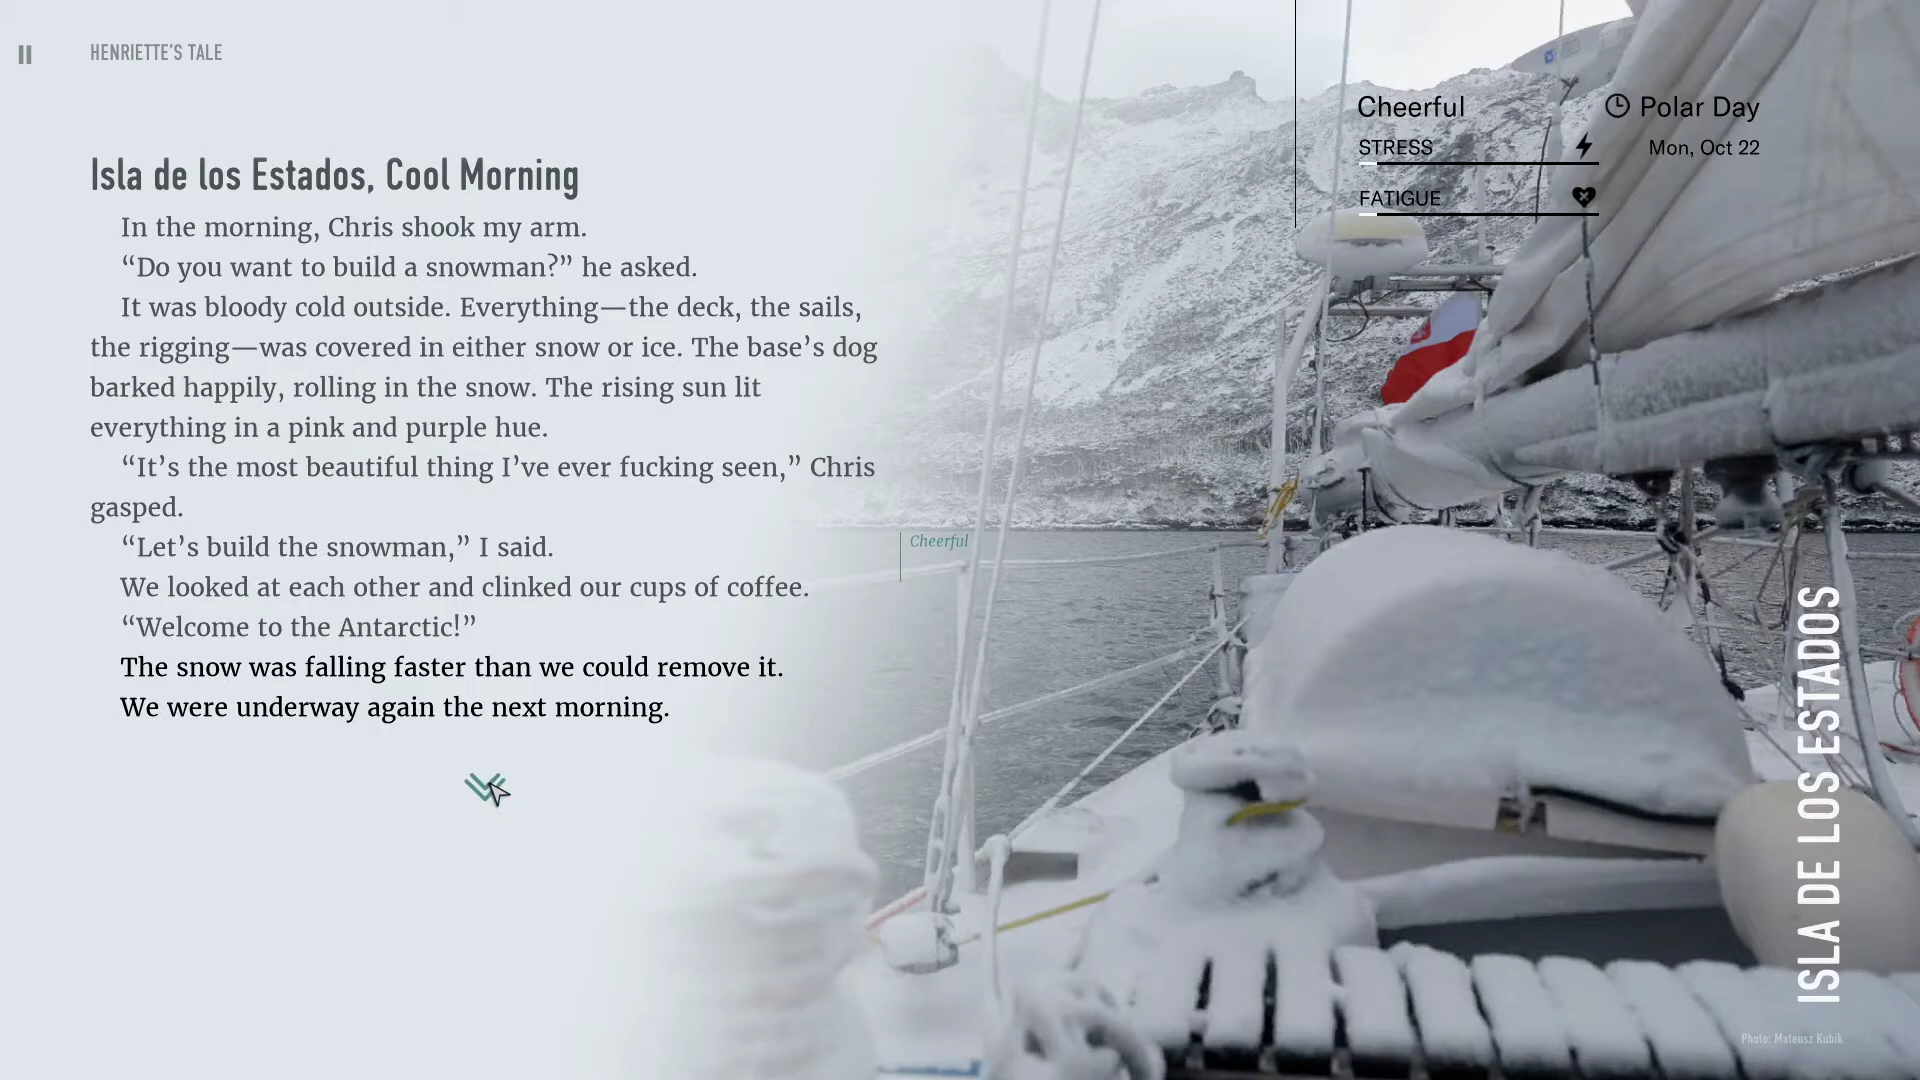 HENRIETTE'S TALE
Isla de los Estados, Cool Morning
In the morning, Chris shook my arm.
“Do you want to build a snowman?” he asked.
It was bloody cold outside. Everything—the deck, the sails,
the rigging—was covered in either snow or ice. The base’s dog
barked happily, rolling in the snow. The rising sun lit
everything in a pink and purple hue.
“It’s the most beautiful thing I’ve ever fucking seen,” Chris
gasped.
“Let’s build the snowman,” I said.
We looked at each other and clinked our cups of coffee.
“Welcome to the Antarctic!”
The snow was falling faster than we could remove it.
We were underway again the next morning.
Cheerful
Cheerful
Polar Day
STRESS
Mon, Oct 22
FATIGUE
ISLA DE LOS ESTADOS
Photo: Mateusz Kubik